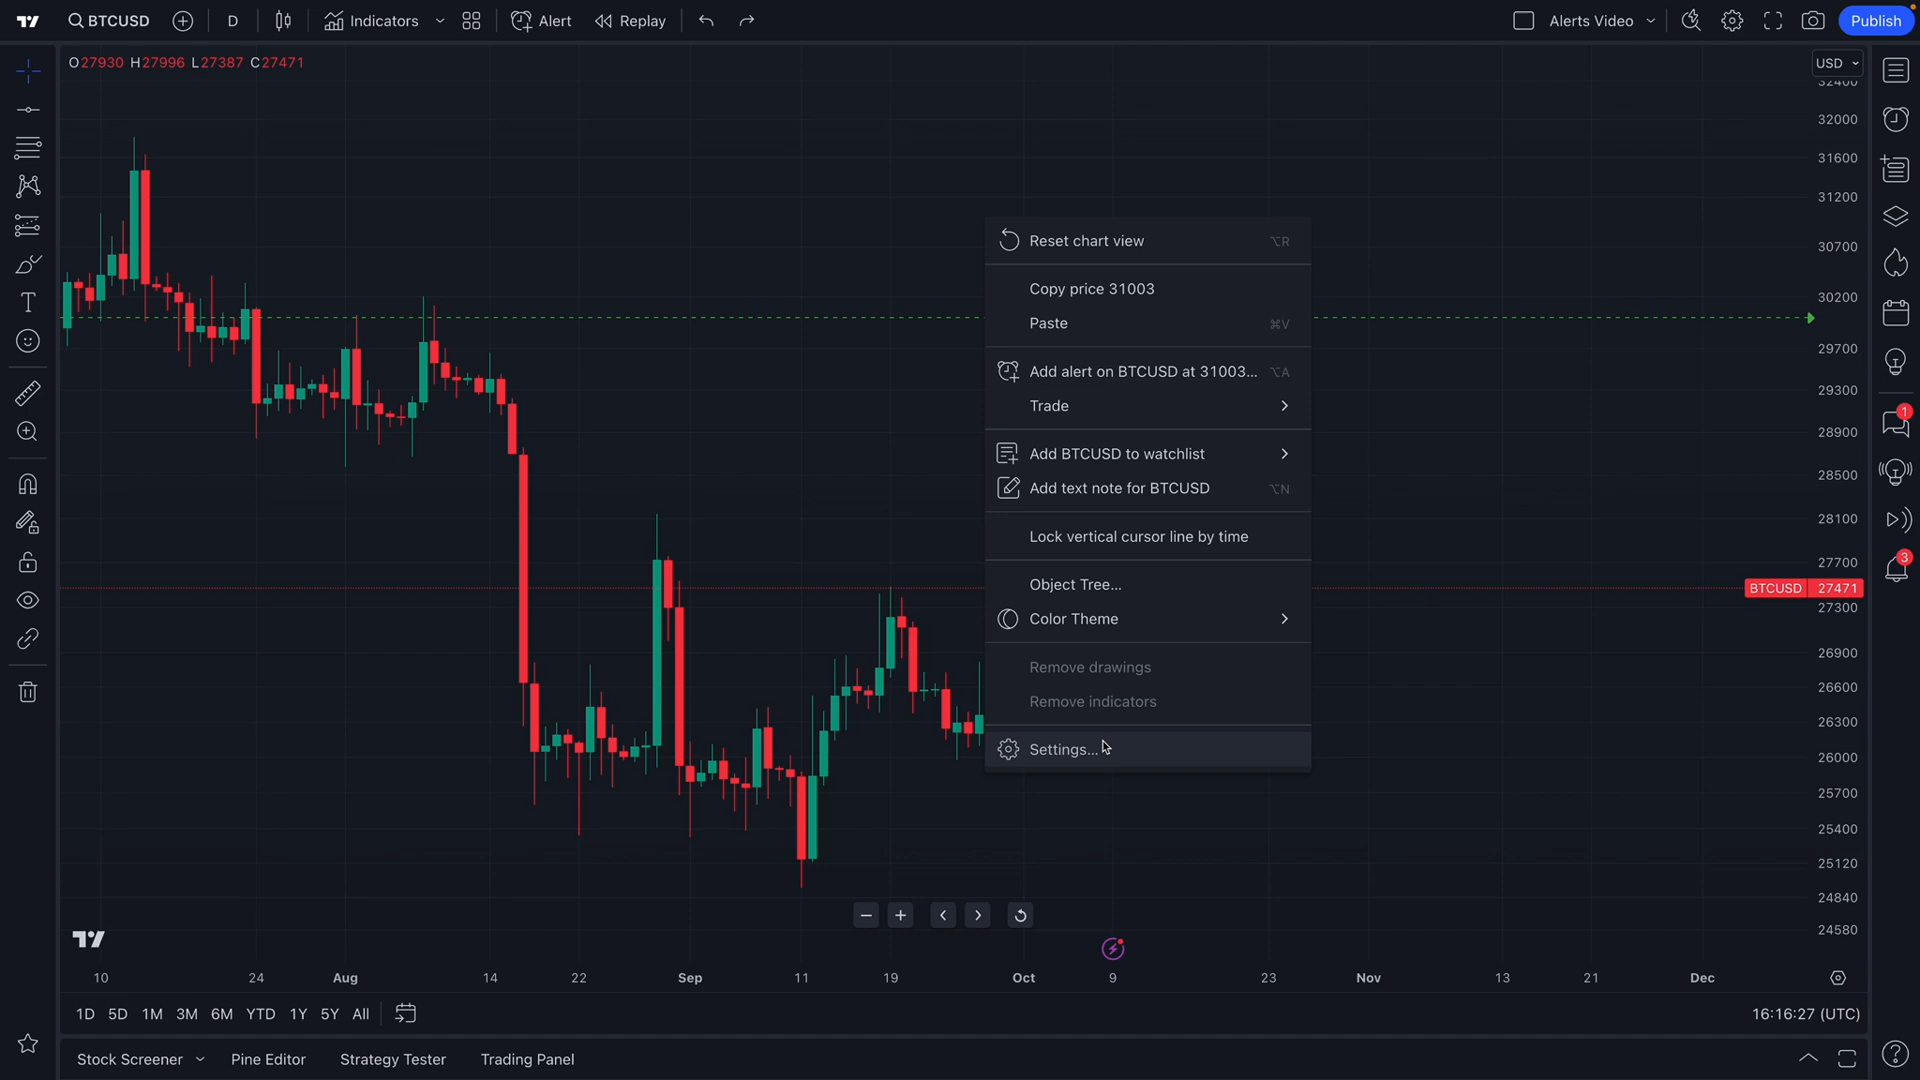 BTCUSD D Indicators Alert Replay Alerts Video Publish
O27930 H27996 L27387 C27471
USD
32400
32000
31600
31200
30700
30200
29700
29300
28900
28500
28100
27700
BTCUSD 27471
27300
26900
26600
26300
26000
25700
25400
25120
24840
24580
Reset chart view ⌥R
Copy price 31003
Paste ⌘V
Add alert on BTCUSD at 31003... ⌥A
Trade
Add BTCUSD to watchlist
Add text note for BTCUSD ⌥N
Lock vertical cursor line by time
Object Tree...
Color Theme
Remove drawings
Remove indicators
Settings...
1
3
10 24 Aug 14 22 Sep 11 19 Oct 9 23 Nov 13 21 Dec
1D 5D 1M 3M 6M YTD 1Y 5Y All 16:16:27 (UTC)
Stock Screener Pine Editor Strategy Tester Trading Panel